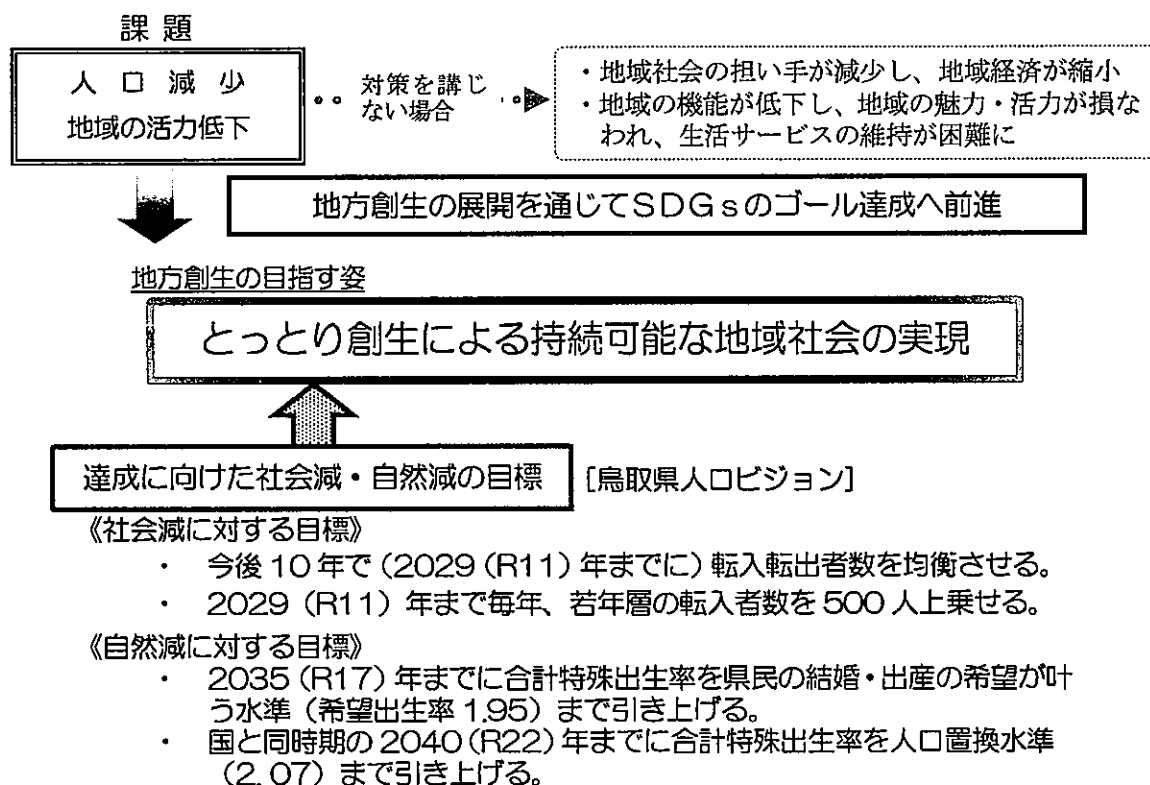 課 題
人 口 減 少
地域の活力低下
対策を講じ
ない場合
・地域社会の担い手が減少し、地域経済が縮小
・地域の機能が低下し、地域の魅力・活力が損な
われ、生活サービスの維持が困難に
地方創生の展開を通じてSDGsのゴール達成へ前進
地方創生の目指す姿
とっとり創生による持続可能な地域社会の実現
達成に向けた社会減・自然減の目標
[鳥取県人口ビジョン]
《社会減に対する目標》
・ 今後10年で(2029(R11)年までに)転入転出者数を均衡させる。
・ 2029(R11)年まで毎年、若年層の転入者数を500人上乗せる。
《自然減に対する目標》
・ 2035(R17)年までに合計特殊出生率を県民の結婚・出産の希望が叶
う水準(希望出生率1.95)まで引き上げる。
・ 国と同時期の2040(R22)年までに合計特殊出生率を人口置換水準
(2.07)まで引き上げる。